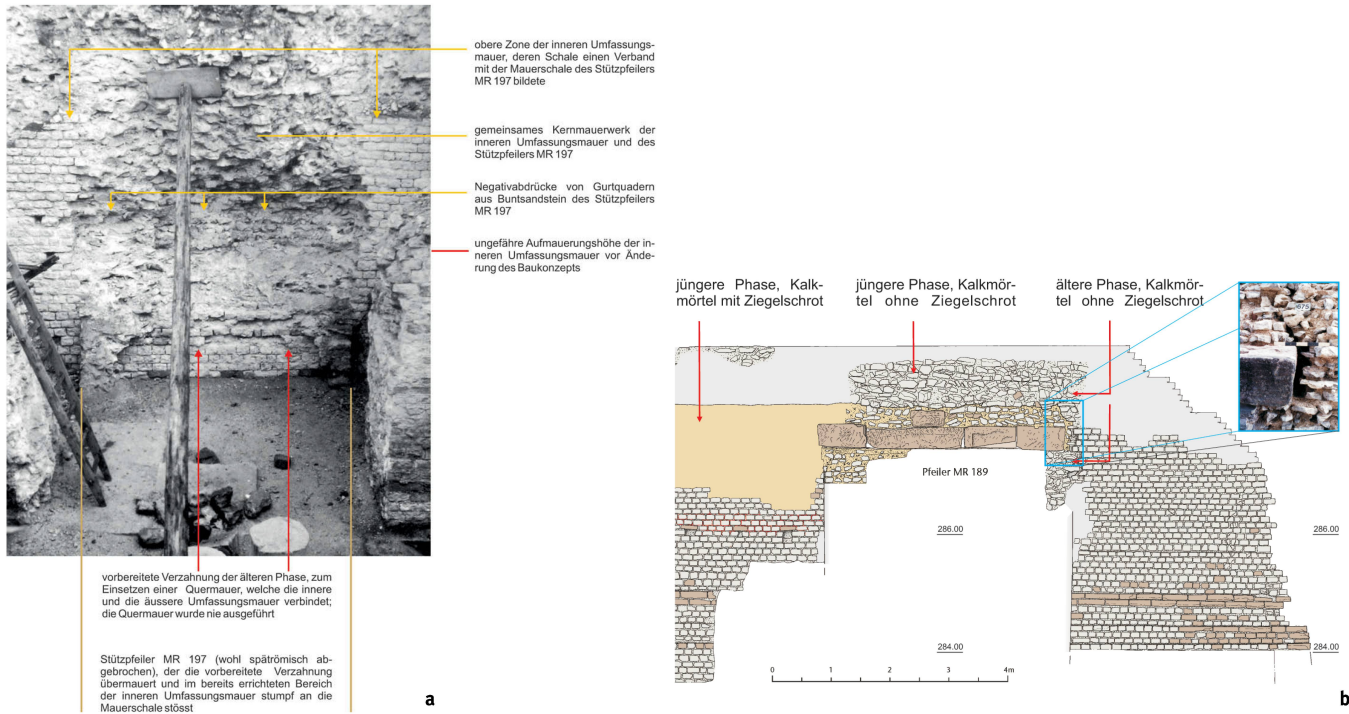 obere Zone der inneren Umfassungs-
mauer, deren Schale einen Verband
mit der Mauerschale des Stützpfeilers
MR 197 bildete
gemeinsames Kernmauerwerk der
inneren Umfassungsmauer und des
Stützpfeilers MR 197
Negativabdrücke von Gurtquadern
aus Buntsandstein des Stützpfeilers
MR 197
ungefähre Aufmauerungshöhe der in-
neren Umfassungsmauer vor Ände-
rung des Baukonzepts
vorbereitete Verzahnung der älteren Phase, zum
Einsetzen einer Quermauer, welche die innere
und die äussere Umfassungsmauer verbindet;
die Quermauer wurde nie ausgeführt
Stützpfeiler MR 197 (wohl spätrömisch ab-
gebrochen), der die vorbereitete Verzahnung
übermauert und im bereits errichteten Bereich
der inneren Umfassungsmauer stumpf an die
Mauerschale stösst
a
jüngere Phase, Kalk-
mörtel mit Ziegelschrot
jüngere Phase, Kalkmör-
tel ohne Ziegelschrot
ältere Phase, Kalkmör-
tel ohne Ziegelschrot
675
Pfeiler MR 189
286.00
286.00
284.00
284.00
0 1 2 3 4m
b